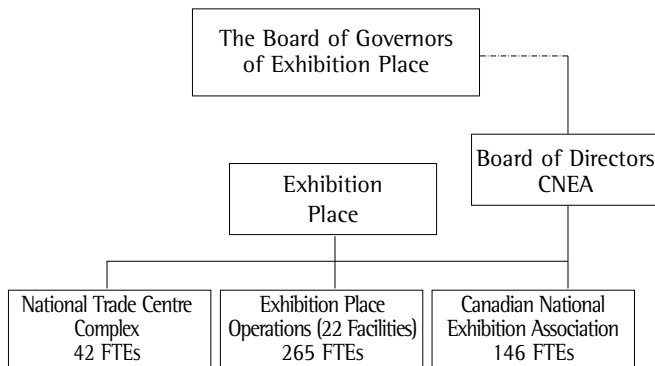 The Board of Governors
of Exhibition Place
Board of Directors
CNEA
Exhibition
Place
National Trade Centre
Complex
42 FTEs
Exhibition Place
Operations (22 Facilities)
265 FTEs
Canadian National
Exhibition Association
146 FTEs